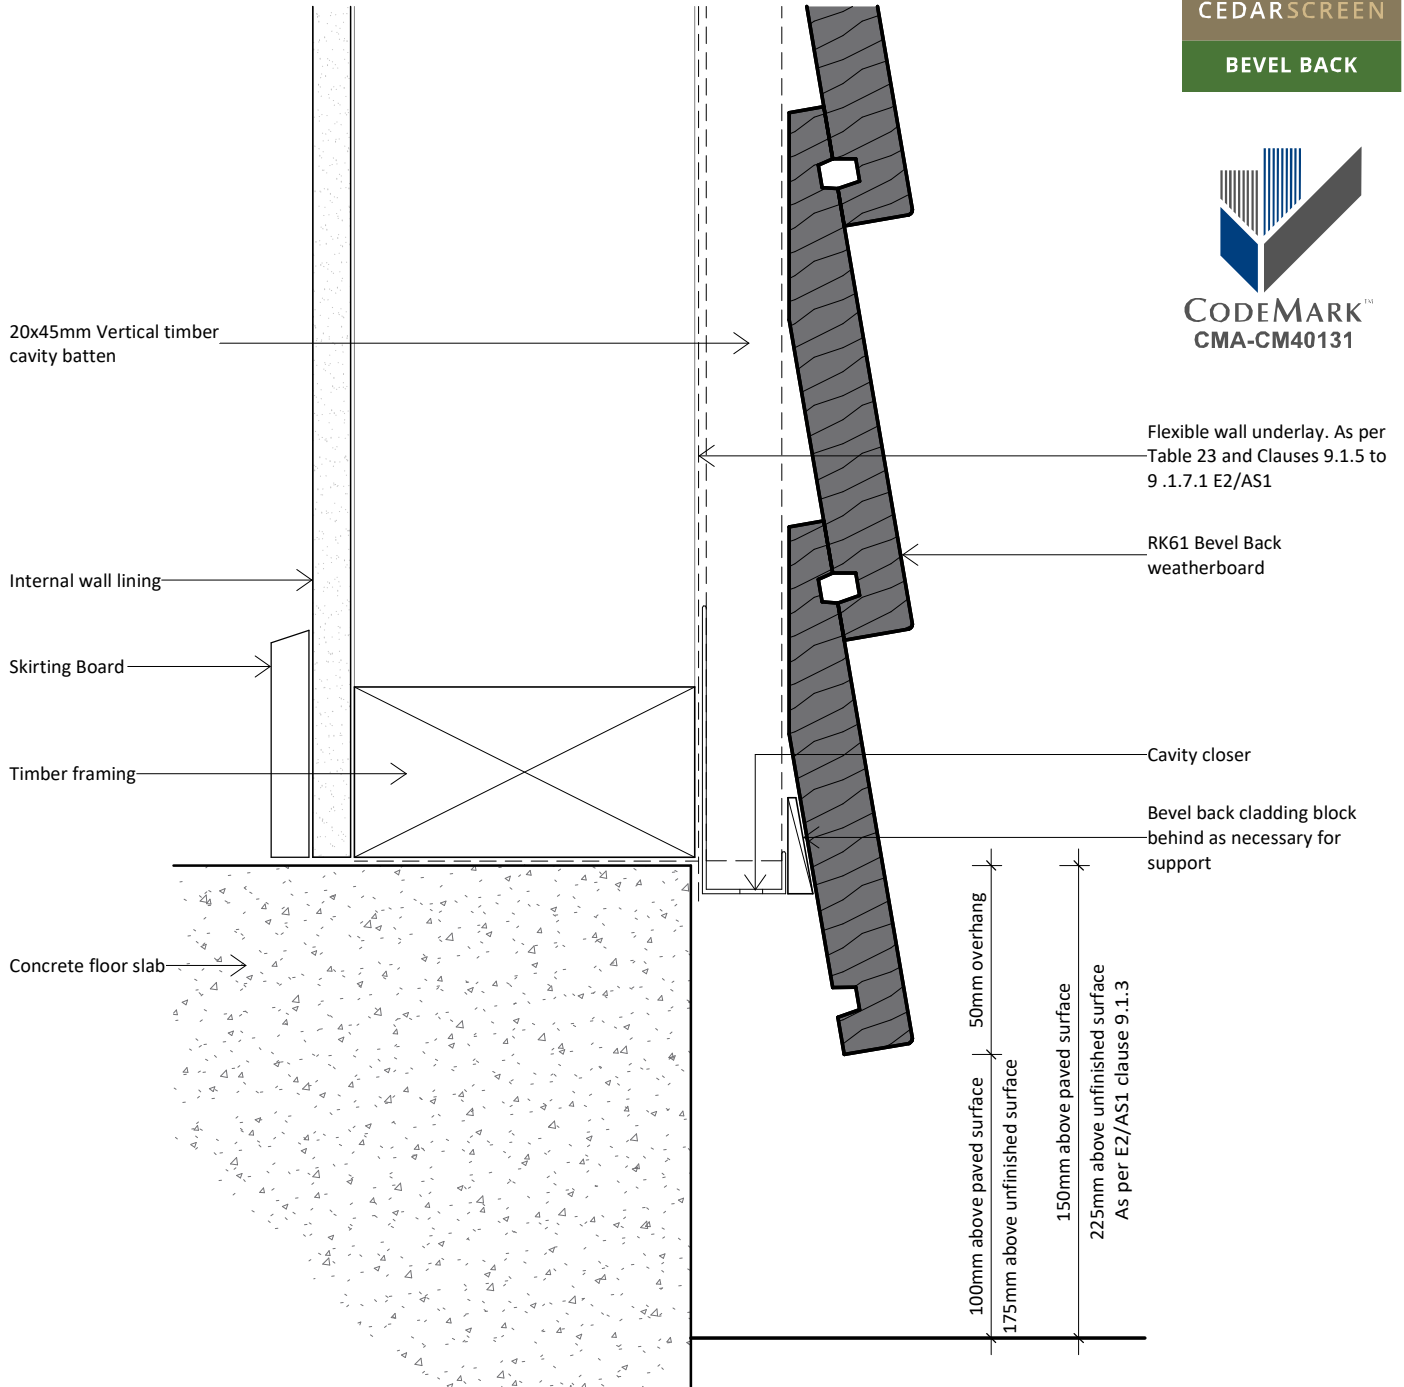 CEDARSCREEN
BEVEL BACK
CODEMARK™
CMA-CM40131
20x45mm Vertical timber
cavity batten
Flexible wall underlay. As per
Table 23 and Clauses 9.1.5 to
9 .1.7.1 E2/AS1
RK61 Bevel Back
weatherboard
Internal wall lining
Skirting Board
Timber framing
Cavity closer
Bevel back cladding block
behind as necessary for
support
Concrete floor slab
50mm overhang
100mm above paved surface
175mm above unfinished surface
150mm above paved surface
225mm above unfinished surface
As per E2/AS1 clause 9.1.3